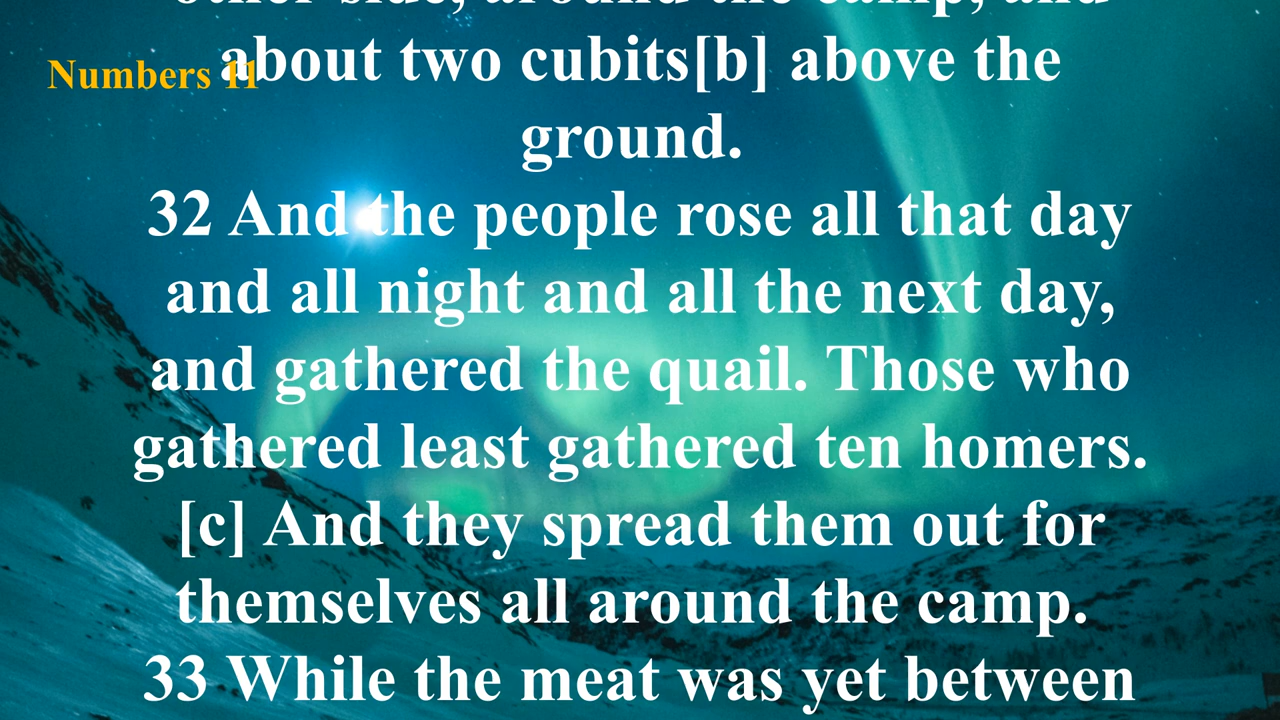 other side, around the camp, and
Numbers 11
about two cubits[b] above the
ground.
32 And the people rose all that day
and all night and all the next day,
and gathered the quail. Those who
gathered least gathered ten homers.
[c] And they spread them out for
themselves all around the camp.
33 While the meat was yet between